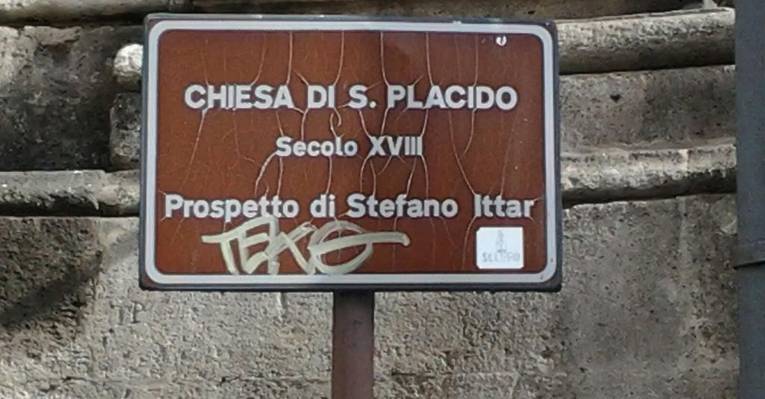 CHIESA DI S. PLACIDO
Secolo XVIII
Prospetto di Stefano Ittar